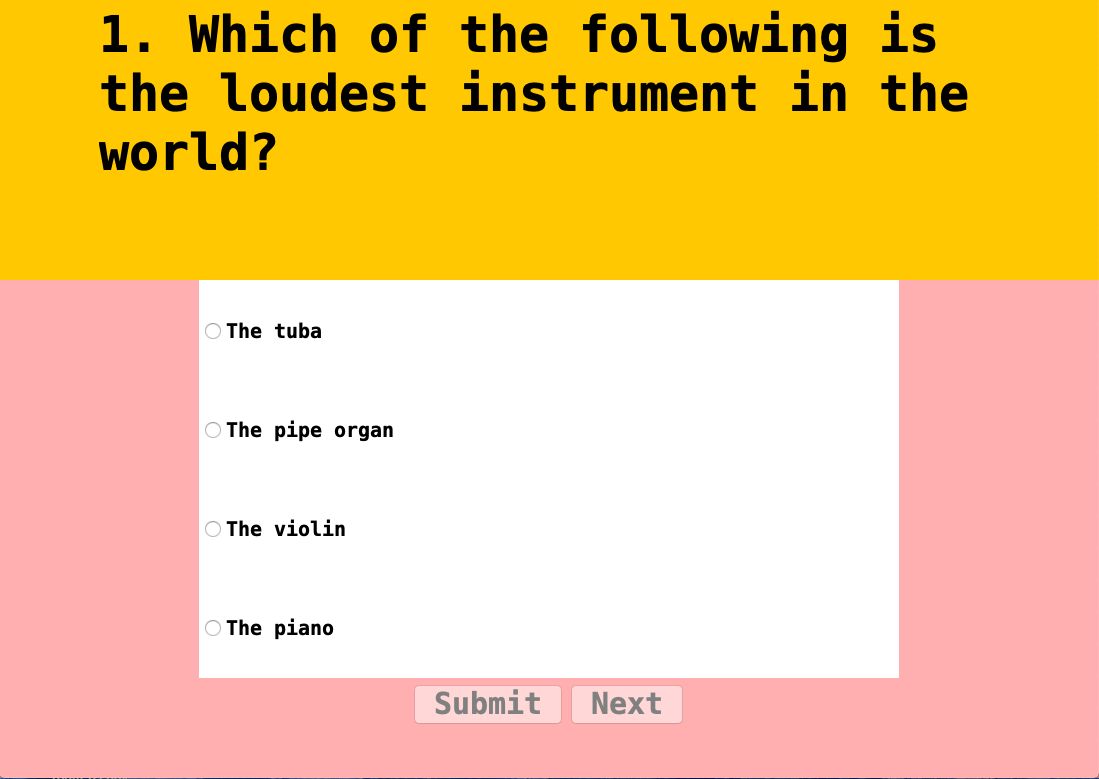 1. Which of the following is
the loudest instrument in the
world?
The tuba
The pipe organ
The violin
The piano
Submit Next